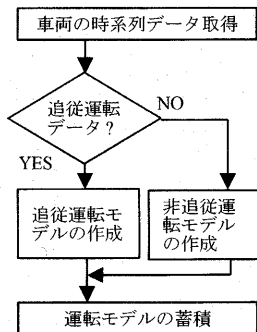 車両の時系列データ取得
追従運転
データ?
NO
YES
追従運転モ
デルの作成
非追従運
転モデル
の作成
運転モデルの蓄積